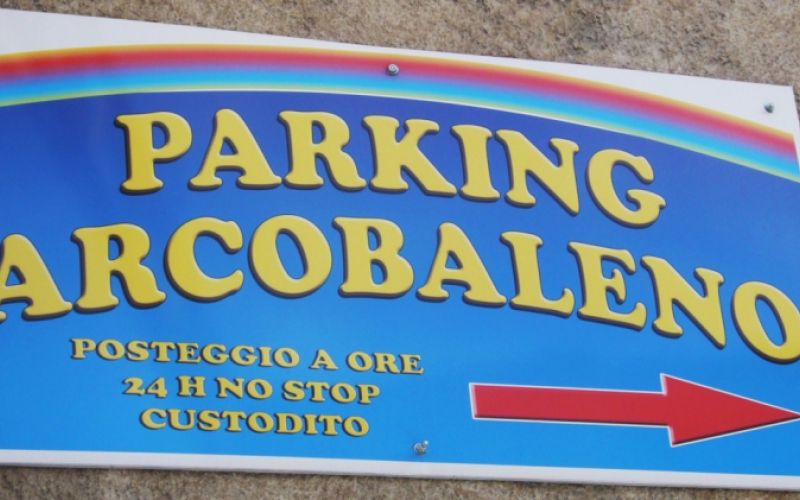 PARKING
ARCOBALENO
POSTEGGIO A ORE
24 H NO STOP
CUSTODITO